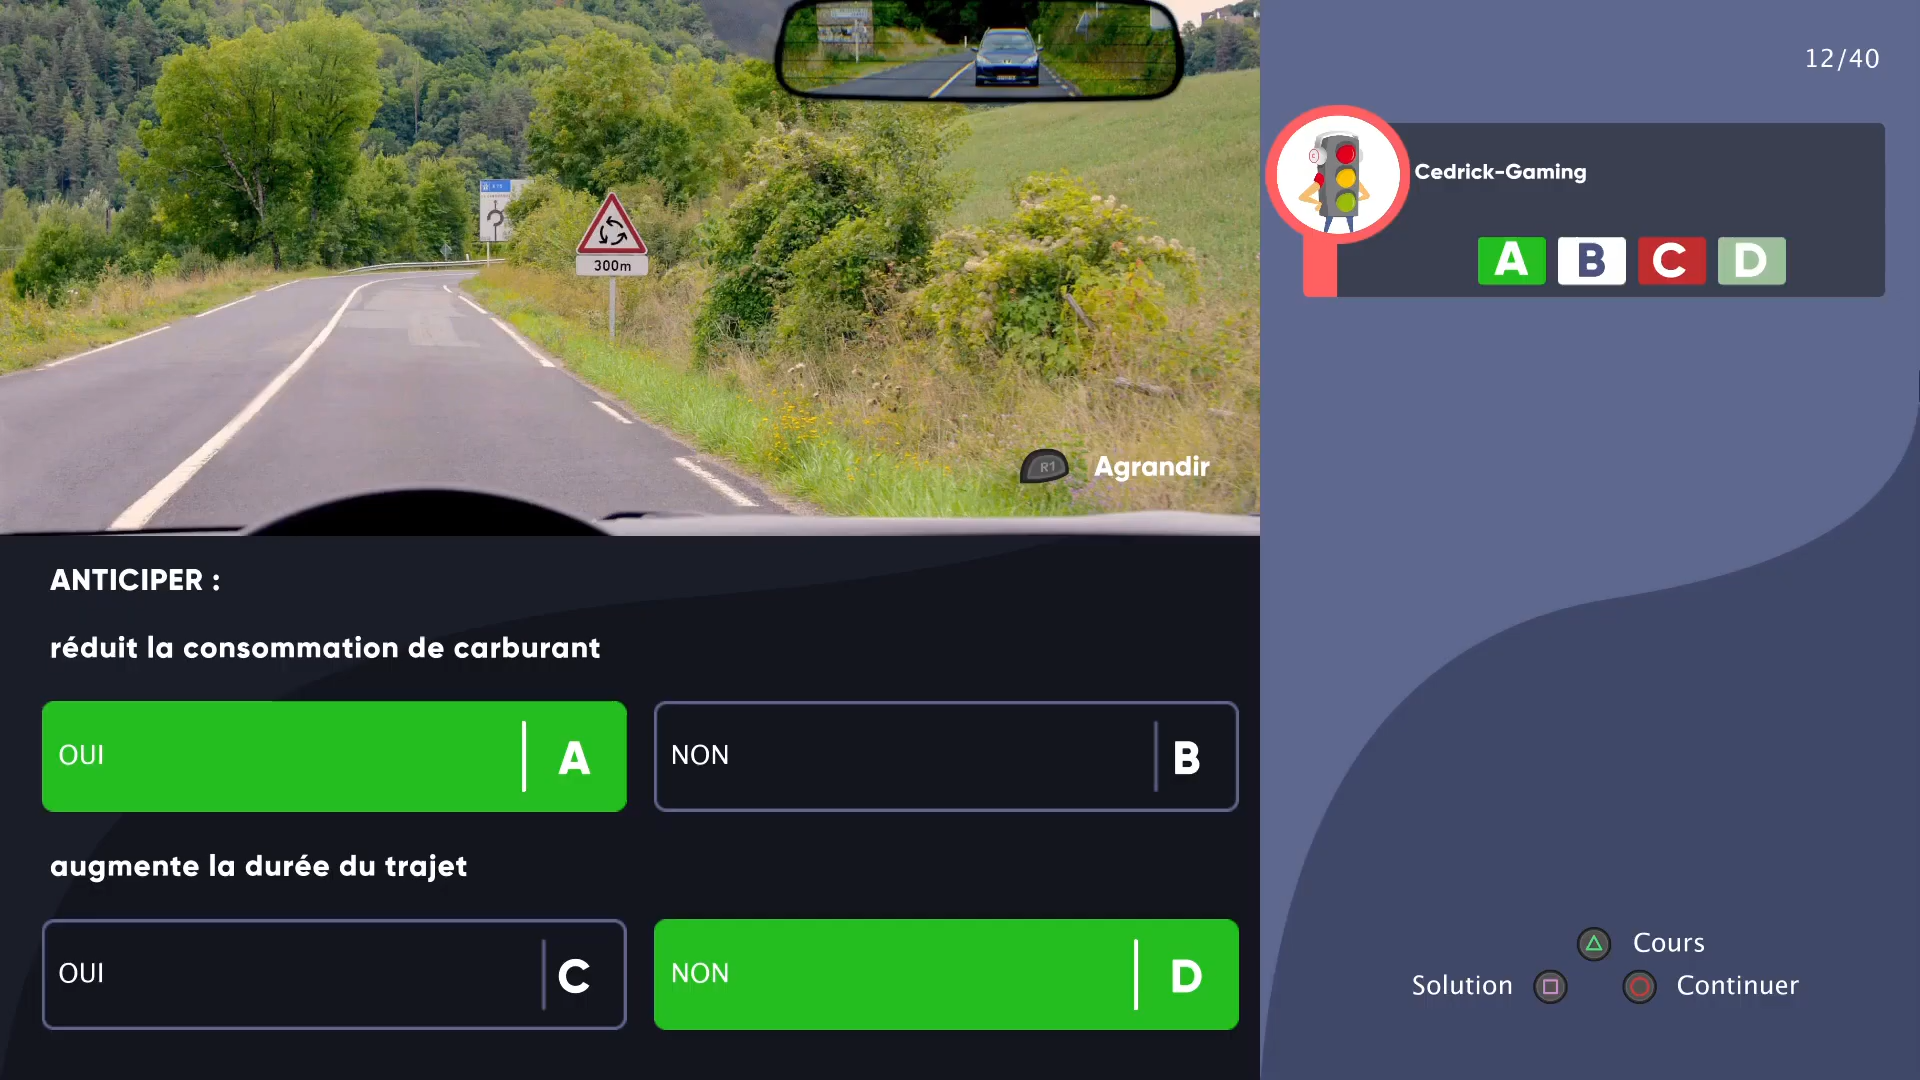 12/40
Cedrick-Gaming
A B C D
300m
R1 Agrandir
ANTICIPER :
réduit la consommation de carburant
OUI A
NON B
augmente la durée du trajet
OUI C
NON D
Cours
Solution
Continuer